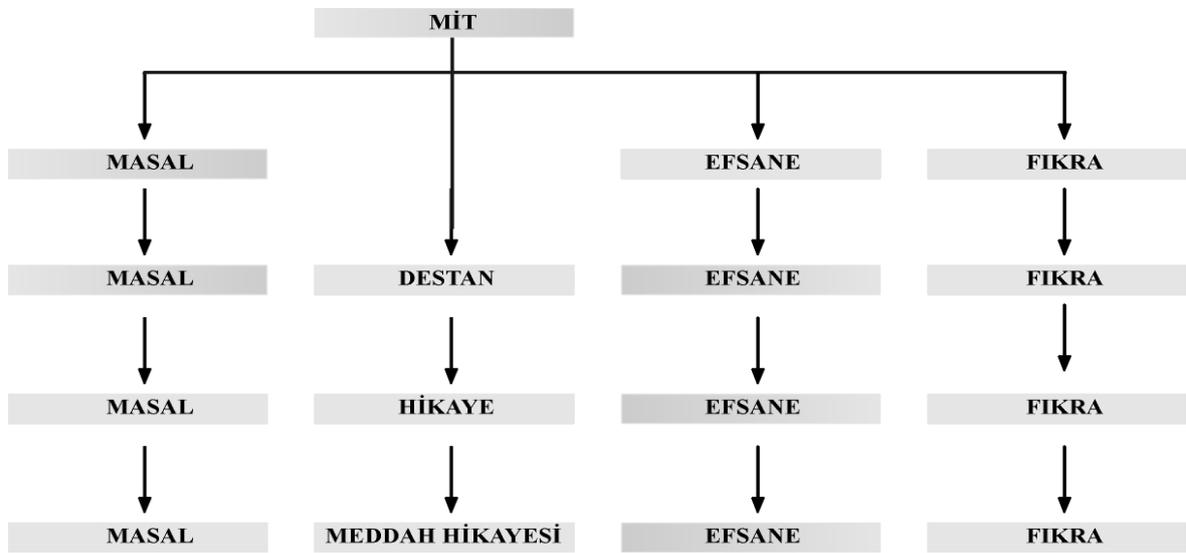 MİT
MASAL EFSANE FIKRA
MASAL DESTAN EFSANE FIKRA
MASAL HİKAYE EFSANE FIKRA
MASAL MEDDAH HİKAYESİ EFSANE FIKRA